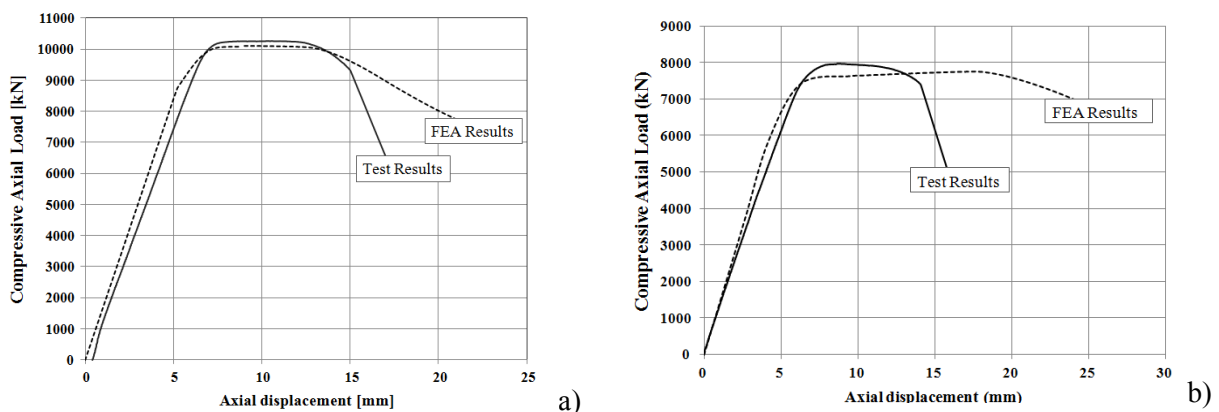 11000
10000
9000
8000
7000
6000
5000
4000
3000
2000
1000
0
Compressive Axial Load [kN]
FEA Results
Test Results
0 5 10 15 20 25
Axial displacement [mm]
a)
9000
8000
7000
6000
5000
4000
3000
2000
1000
0
Compressive Axial Load (kN)
FEA Results
Test Results
0 5 10 15 20 25 30
Axial displacement (mm)
b)